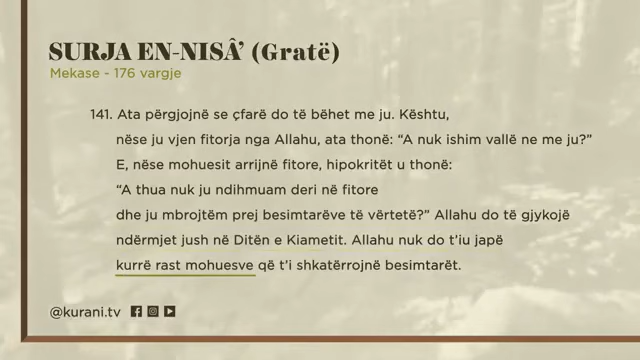 SURJA EN-NISÂ’ (Gratë)
Mekase - 176 vargje
141. Ata përgjojnë se çfarë do të bëhet me ju. Kështu,
nëse ju vjen fitorja nga Allahu, ata thonë: “A nuk ishim vallë ne me ju?”
E, nëse mohuesit arrijnë fitore, hipokritët u thonë:
“A thua nuk ju ndihmuam deri në fitore
dhe ju mbrojtëm prej besimtarëve të vërtetë?” Allahu do të gjykojë
ndërmjet jush në Ditën e Kiametit. Allahu nuk do t’iu japë
kurrë rast mohuesve që t’i shkatërrojnë besimtarët.
@kurani.tv